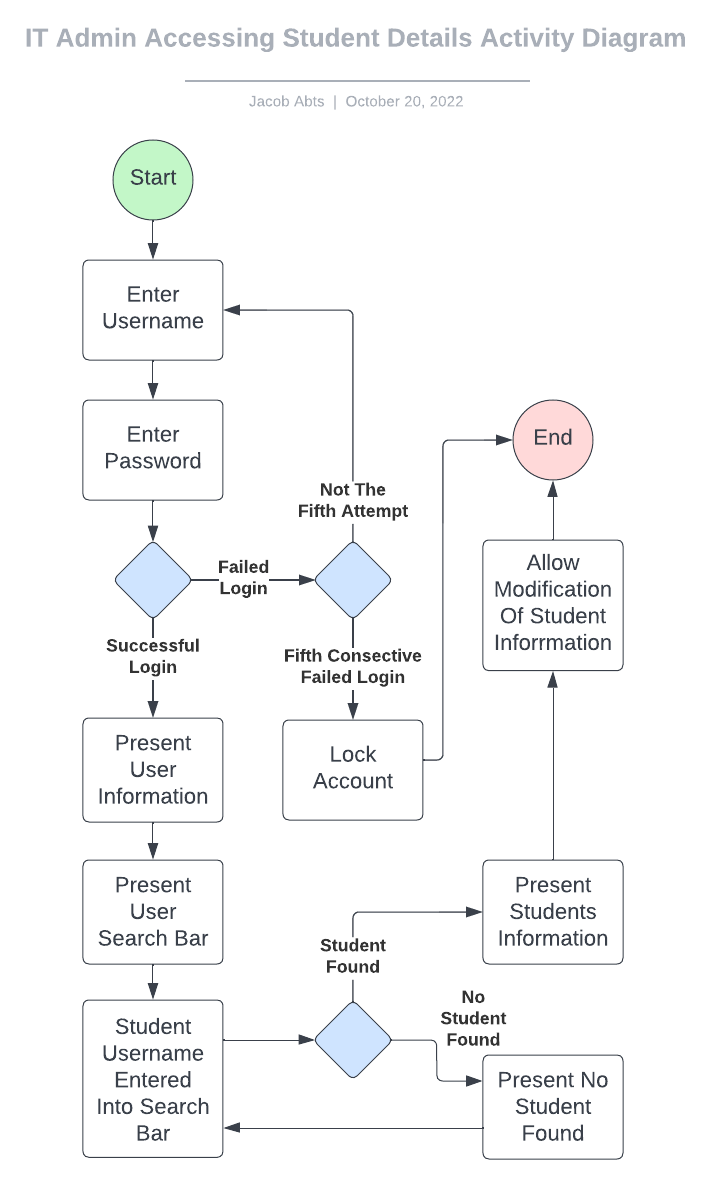 IT Admin Accessing Student Details Activity Diagram
Jacob Abts | October 20, 2022
Start
Enter
Username
Enter
Password
End
Not The
Fifth Attempt
Failed
Login
Allow
Modification
Of Student
Inforrmation
Successful
Login
Fifth Consective
Failed Login
Present
User
Information
Lock
Account
Present
User
Search Bar
Present
Students
Information
Student
Found
No
Student
Found
Student
Username
Entered
Into Search
Bar
Present No
Student
Found